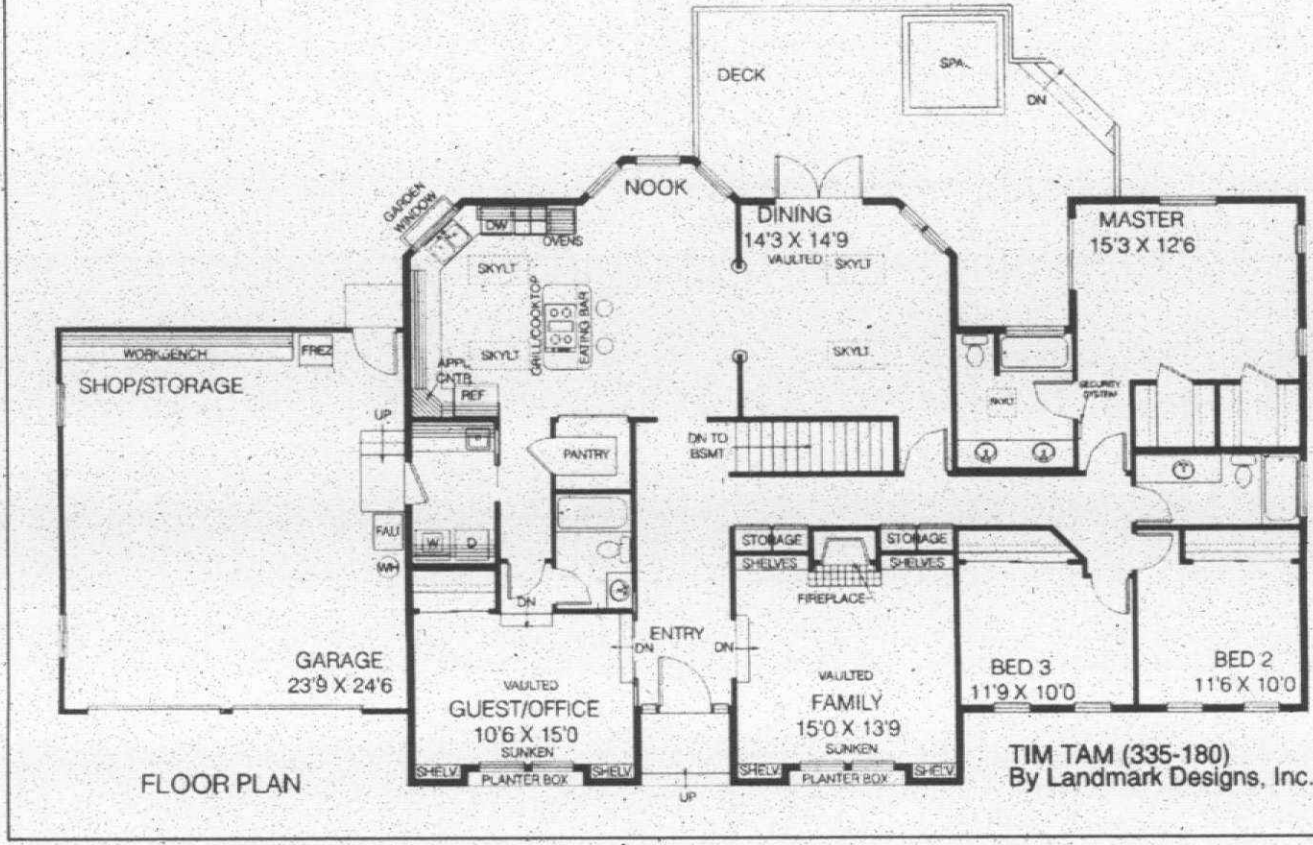 DECK
SPA
DN
GARDEN
WINDOW
NOOK
DW
OVENS
DINING
14'3 X 14'9
VAULTED
MASTER
15'3 X 12'6
SKYLT
SKYLT
GRILL/COOKTOP
EATING BAR
WORKBENCH
FREZ
SHOP/STORAGE
SKYLT
SKYLT
APPL
CNTR
REF
SKYLT
SECURITY
SYSTEM
UP
PANTRY
DN TO
BSMT
FAU
W
D
WH
STORAGE
STORAGE
SHELVES
SHELVES
FIREPLACE
DN
ENTRY
DN
DN
GARAGE
23'9 X 24'6
VAULTED
GUEST/OFFICE
10'6 X 15'0
SUNKEN
VAULTED
FAMILY
15'0 X 13'9
SUNKEN
BED 3
11'9 X 10'0
BED 2
11'6 X 10'0
SHELV
PLANTER BOX
SHELV
SHELV
PLANTER BOX
SHELV
UP
FLOOR PLAN
TIM TAM (335-180)
By Landmark Designs, Inc.